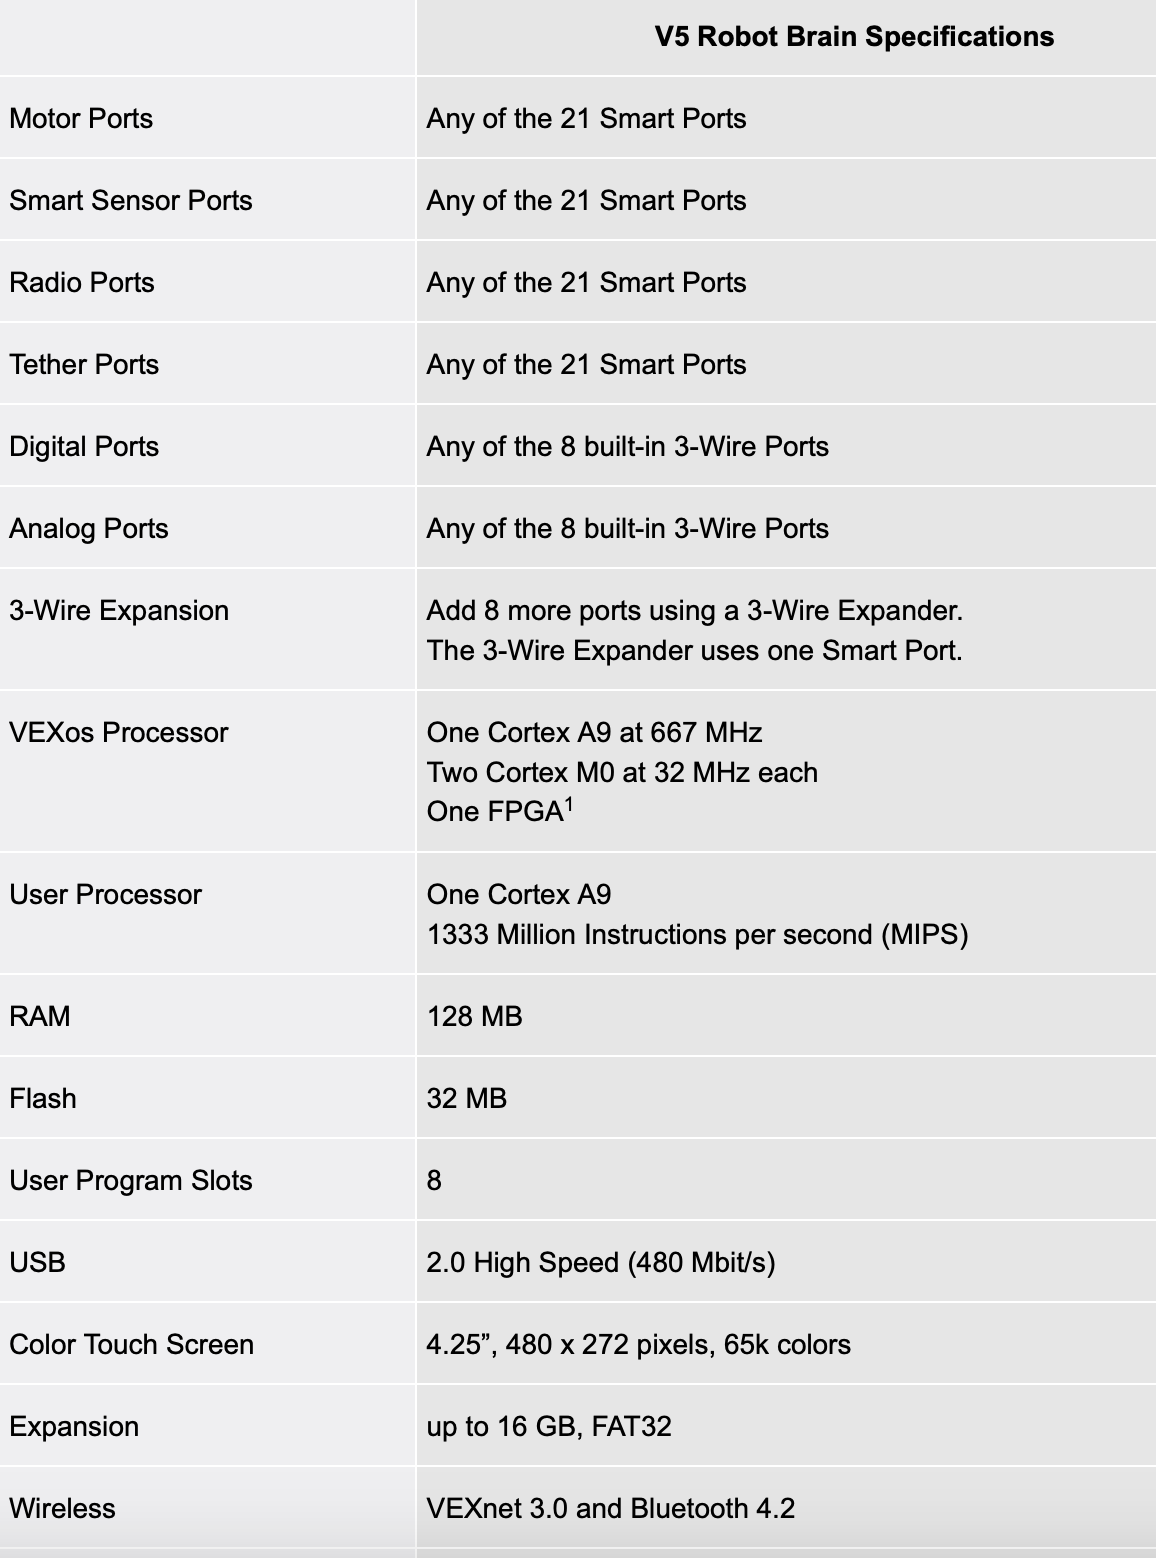 V5 Robot Brain Specifications
Motor Ports
Any of the 21 Smart Ports
Smart Sensor Ports
Any of the 21 Smart Ports
Radio Ports
Any of the 21 Smart Ports
Tether Ports
Any of the 21 Smart Ports
Digital Ports
Any of the 8 built-in 3-Wire Ports
Analog Ports
Any of the 8 built-in 3-Wire Ports
3-Wire Expansion
Add 8 more ports using a 3-Wire Expander.
The 3-Wire Expander uses one Smart Port.
VEXos Processor
One Cortex A9 at 667 MHz
Two Cortex M0 at 32 MHz each
One FPGA¹
User Processor
One Cortex A9
1333 Million Instructions per second (MIPS)
RAM
128 MB
Flash
32 MB
User Program Slots
8
USB
2.0 High Speed (480 Mbit/s)
Color Touch Screen
4.25”, 480 x 272 pixels, 65k colors
Expansion
up to 16 GB, FAT32
Wireless
VEXnet 3.0 and Bluetooth 4.2